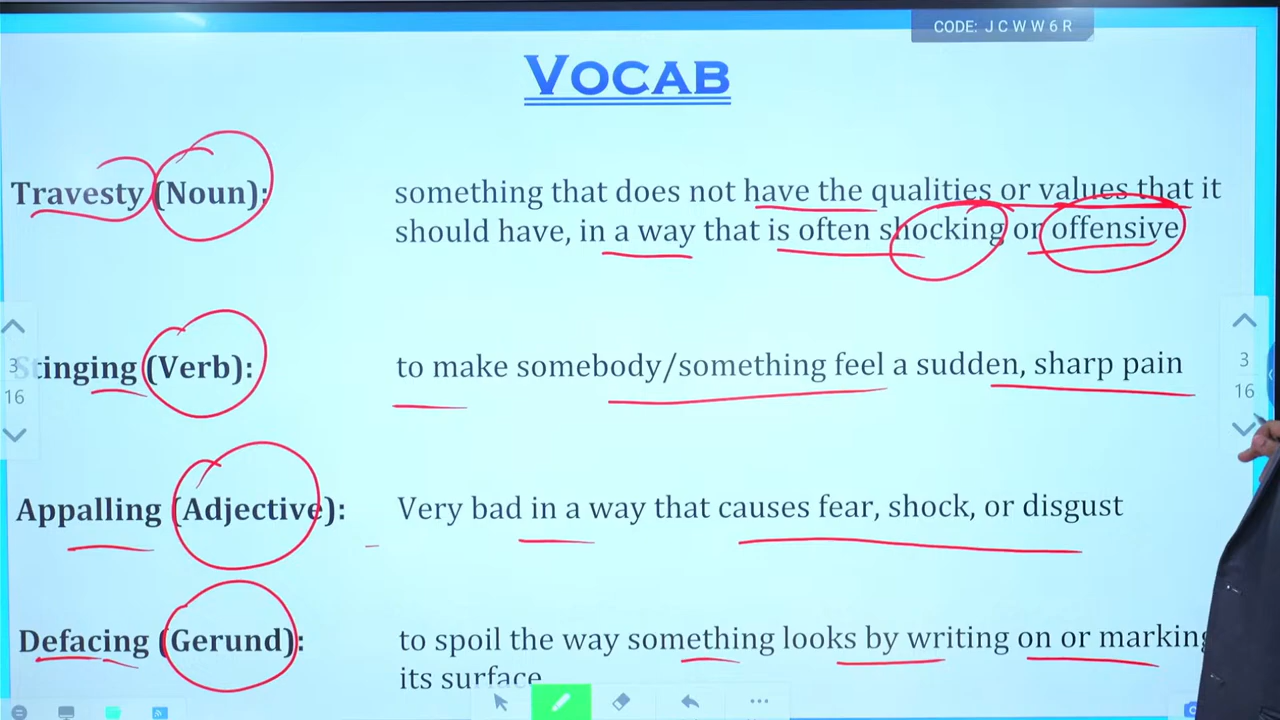 CODE: J C W W 6 R
VOCAB
Travesty (Noun): something that does not have the qualities or values that it
should have, in a way that is often shocking or offensive
Stinging (Verb): to make somebody/something feel a sudden, sharp pain
3 3
16 16
Appalling (Adjective): Very bad in a way that causes fear, shock, or disgust
Defacing (Gerund): to spoil the way something looks by writing on or marking
its surface